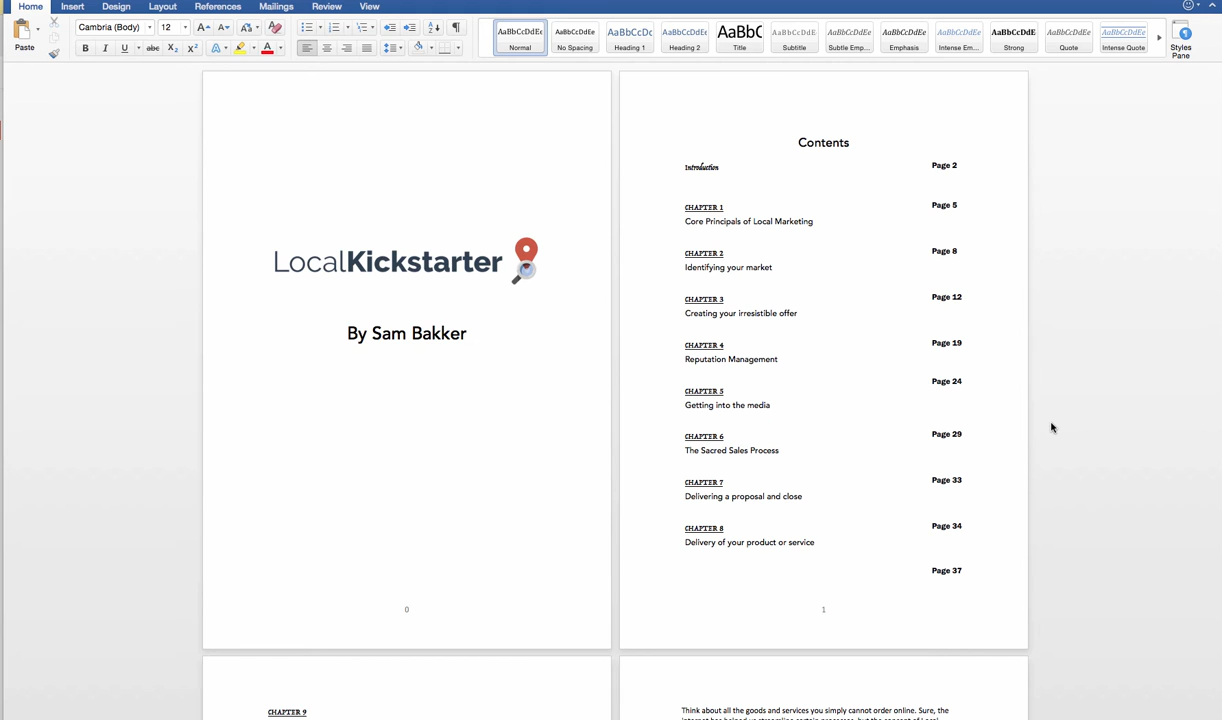 Home Insert Design Layout References Mailings Review View
Paste
Cambria (Body) 12
AaBbCcDdEe AaBbCcDdEe AaBbCcDc AaBbCcDdEe AaBbC AaBbCcDdE AaBbCcDdEe AaBbCcDdEe AaBbCcDdEe AaBbCcDdE AaBbCcDdEe AaBbCcDdEe
Normal No Spacing Heading 1 Heading 2 Title Subtitle Subtle Emp... Emphasis Intense Em... Strong Quote Intense Quote
Styles
Pane
LocalKickstarter
By Sam Bakker
0
Contents
Introduction Page 2
CHAPTER 1 Page 5
Core Principals of Local Marketing
CHAPTER 2 Page 8
Identifying your market
CHAPTER 3 Page 12
Creating your irresistible offer
CHAPTER 4 Page 19
Reputation Management
Page 24
CHAPTER 5
Getting into the media
CHAPTER 6 Page 29
The Sacred Sales Process
CHAPTER 7 Page 33
Delivering a proposal and close
CHAPTER 8 Page 34
Delivery of your product or service
Page 37
1
CHAPTER 9
Think about all the goods and services you simply cannot order online. Sure, the